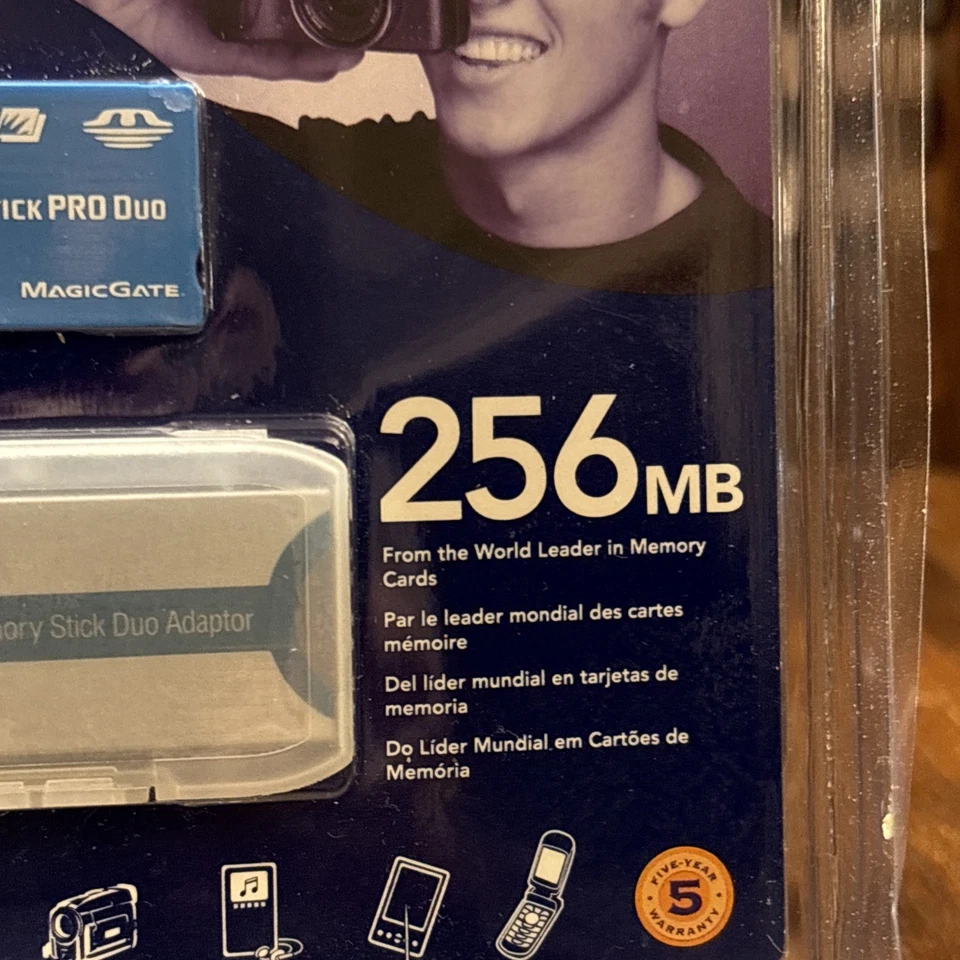 PRO DUO
MAGICGATE
256MB
From the World Leader in Memory
Cards
Par le leader mondial des cartes
mémoire
Del líder mundial en tarjetas de
memoria
Do Líder Mundial em Cartões de
Memória
Stick Duo Adaptor
FIVE-YEAR
5
WARRANTY